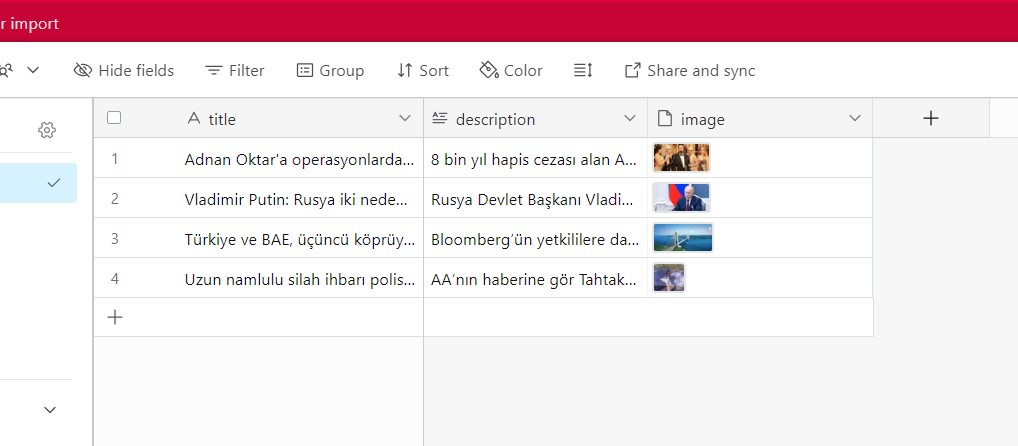 r import
Hide fields Filter Group Sort Color Share and sync
title description image
1 Adnan Oktar'a operasyonlarda... 8 bin yıl hapis cezası alan A...
2 Vladimir Putin: Rusya iki nede... Rusya Devlet Başkanı Vladi...
3 Türkiye ve BAE, üçüncü köprüy... Bloomberg’ün yetkililere da...
4 Uzun namlulu silah ihbarı polis... AA’nın haberine gör Tahtak...